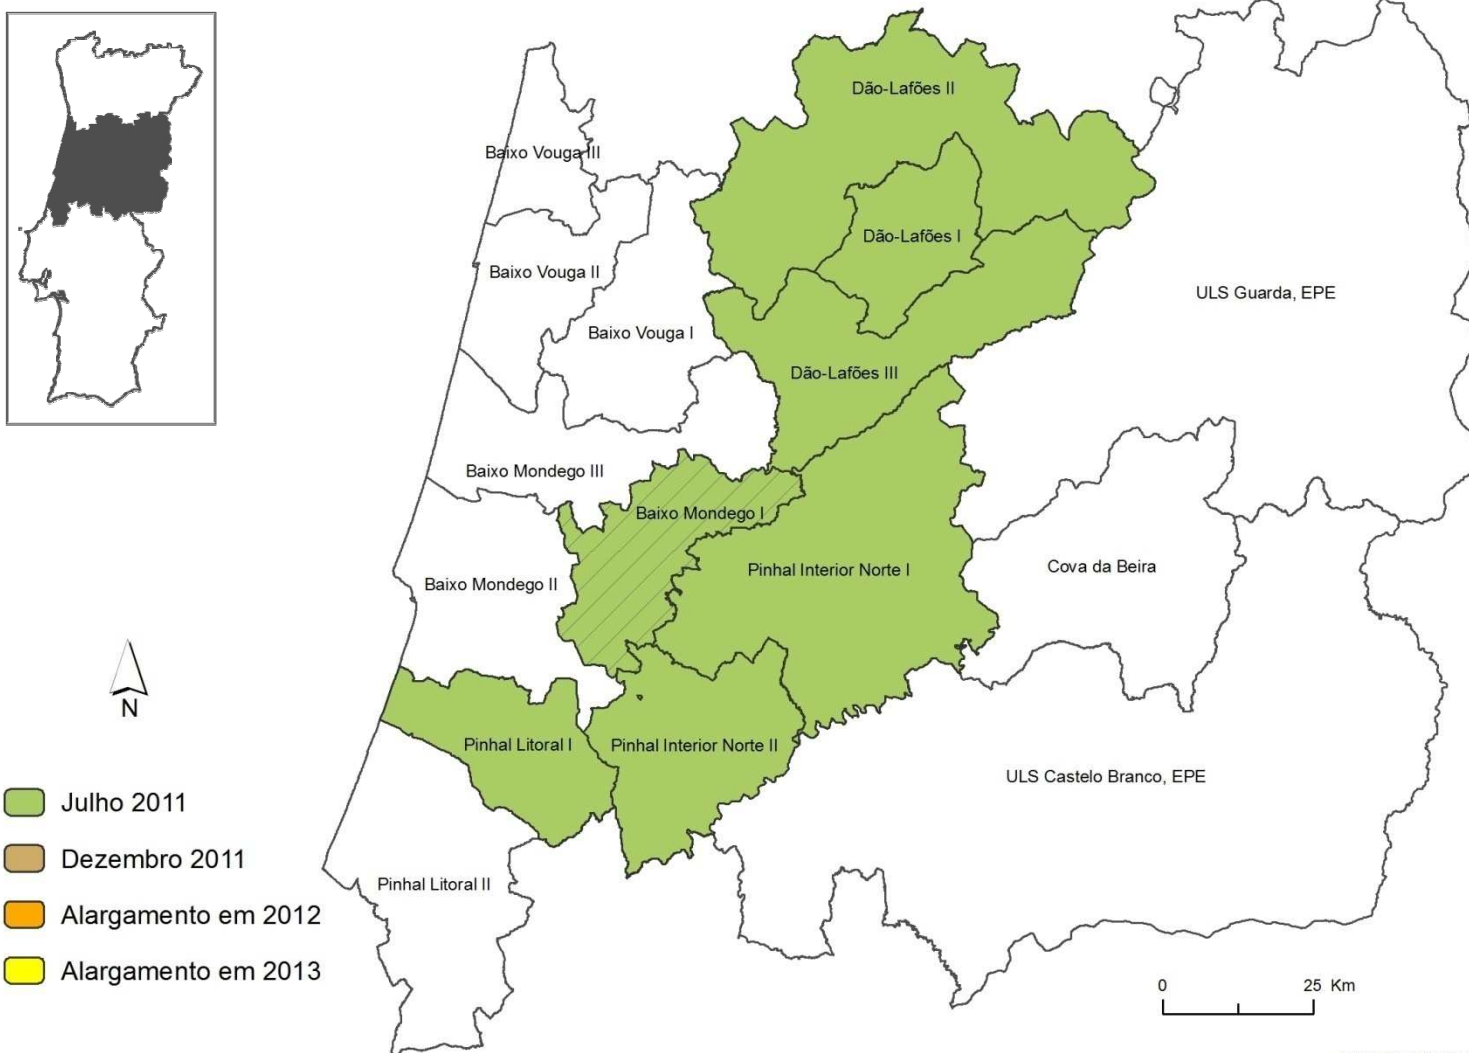 Dão-Lafões II
Baixo Vouga III
Dão-Lafões I
Baixo Vouga II
ULS Guarda, EPE
Baixo Vouga I
Dão-Lafões III
Baixo Mondego III
Baixo Mondego I
Pinhal Interior Norte I
Cova da Beira
Baixo Mondego II
N
Pinhal Litoral I
Pinhal Interior Norte II
ULS Castelo Branco, EPE
Julho 2011
Dezembro 2011
Pinhal Litoral II
Alargamento em 2012
Alargamento em 2013
0 25 Km